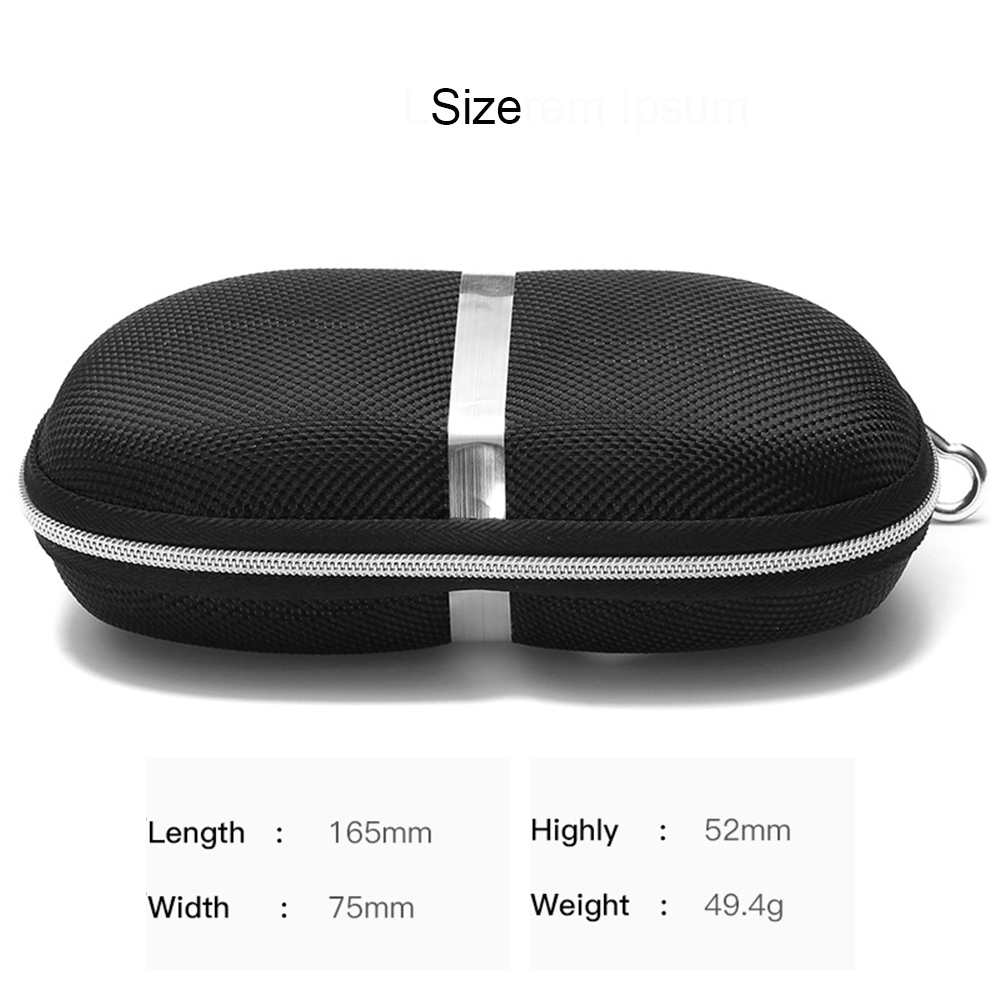 Size
Length : 165mm
Width : 75mm
Highly : 52mm
Weight : 49.4g